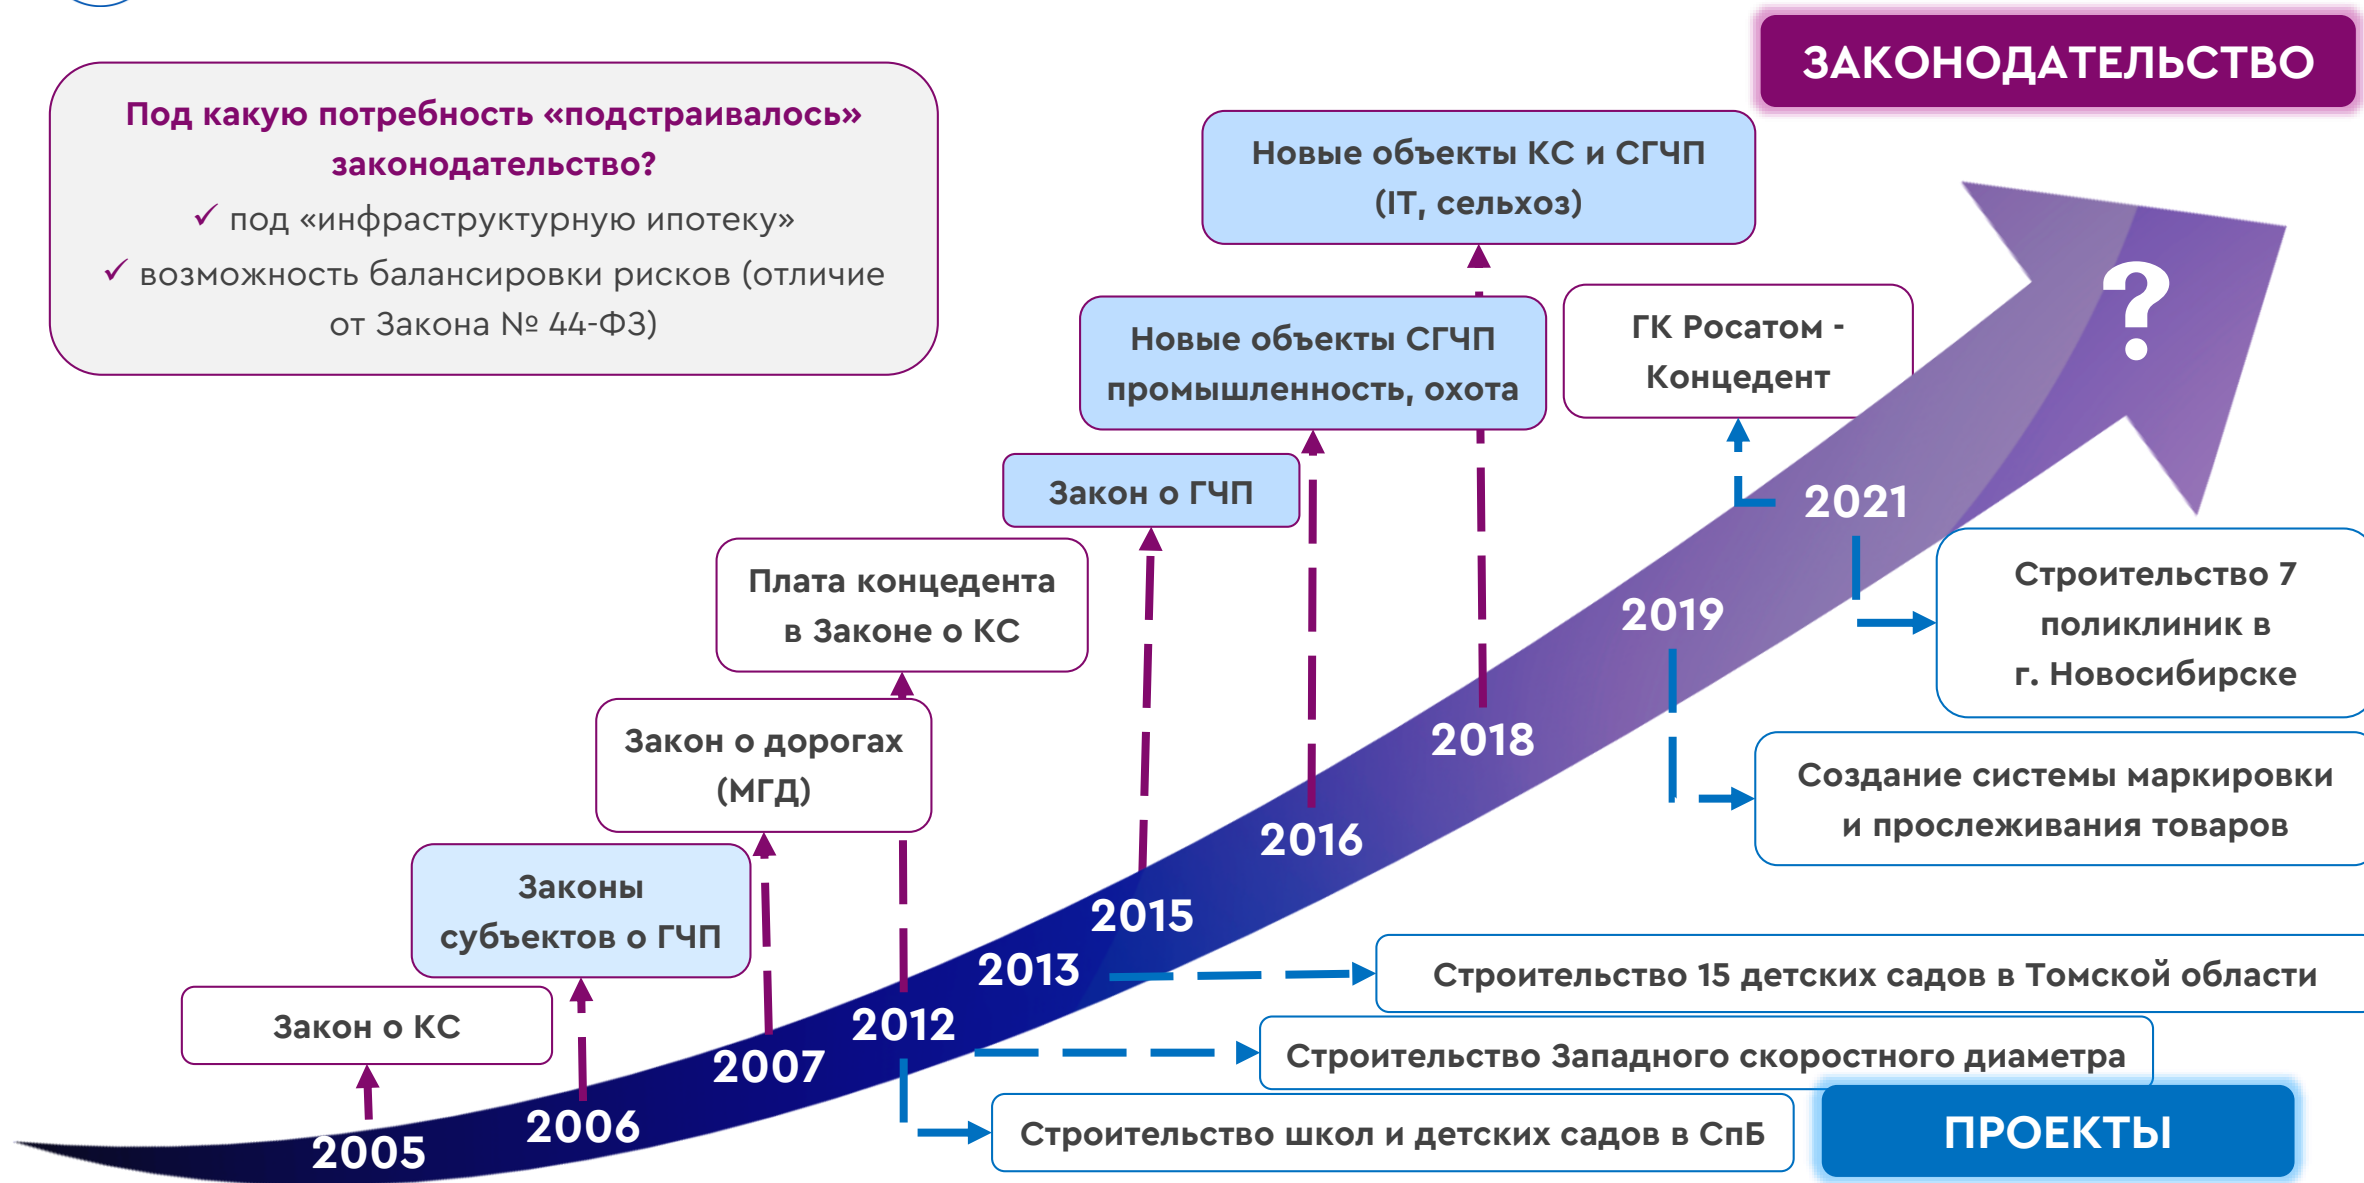 ЗАКОНОДАТЕЛЬСТВО
Под какую потребность «подстраивалось»
законодательство?
✓ под «инфраструктурную ипотеку»
✓ возможность балансировки рисков (отличие
от Закона № 44-ФЗ)
Новые объекты КС и СГЧП
(IT, сельхоз)
Новые объекты СГЧП
промышленность, охота
ГК Росатом -
Концедент
?
Закон о ГЧП
2021
Плата концедента
в Законе о КС
Строительство 7
поликлиник в
г. Новосибирске
2019
Закон о дорогах
(МГД)
2018
Создание системы маркировки
и прослеживания товаров
2016
Законы
субъектов о ГЧП
2015
2013
Строительство 15 детских садов в Томской области
Закон о КС
2012
Строительство Западного скоростного диаметра
2007
2006
Строительство школ и детских садов в СпБ
ПРОЕКТЫ
2005